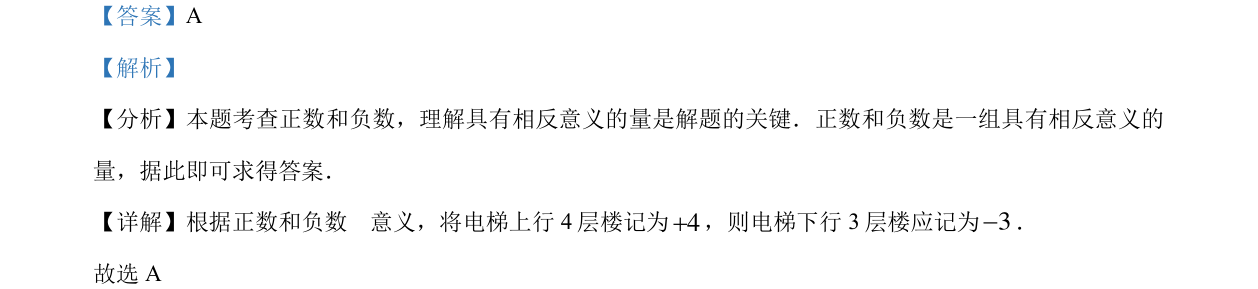 【答案】A
【解析】
【分析】本题考查正数和负数，理解具有相反意义的量是解题的关键．正数和负数是一组具有相反意义的
量，据此即可求得答案．
【详解】根据正数和负数　意义，将电梯上行 4 层楼记为+4，则电梯下行 3 层楼应记为−3．
故选 A